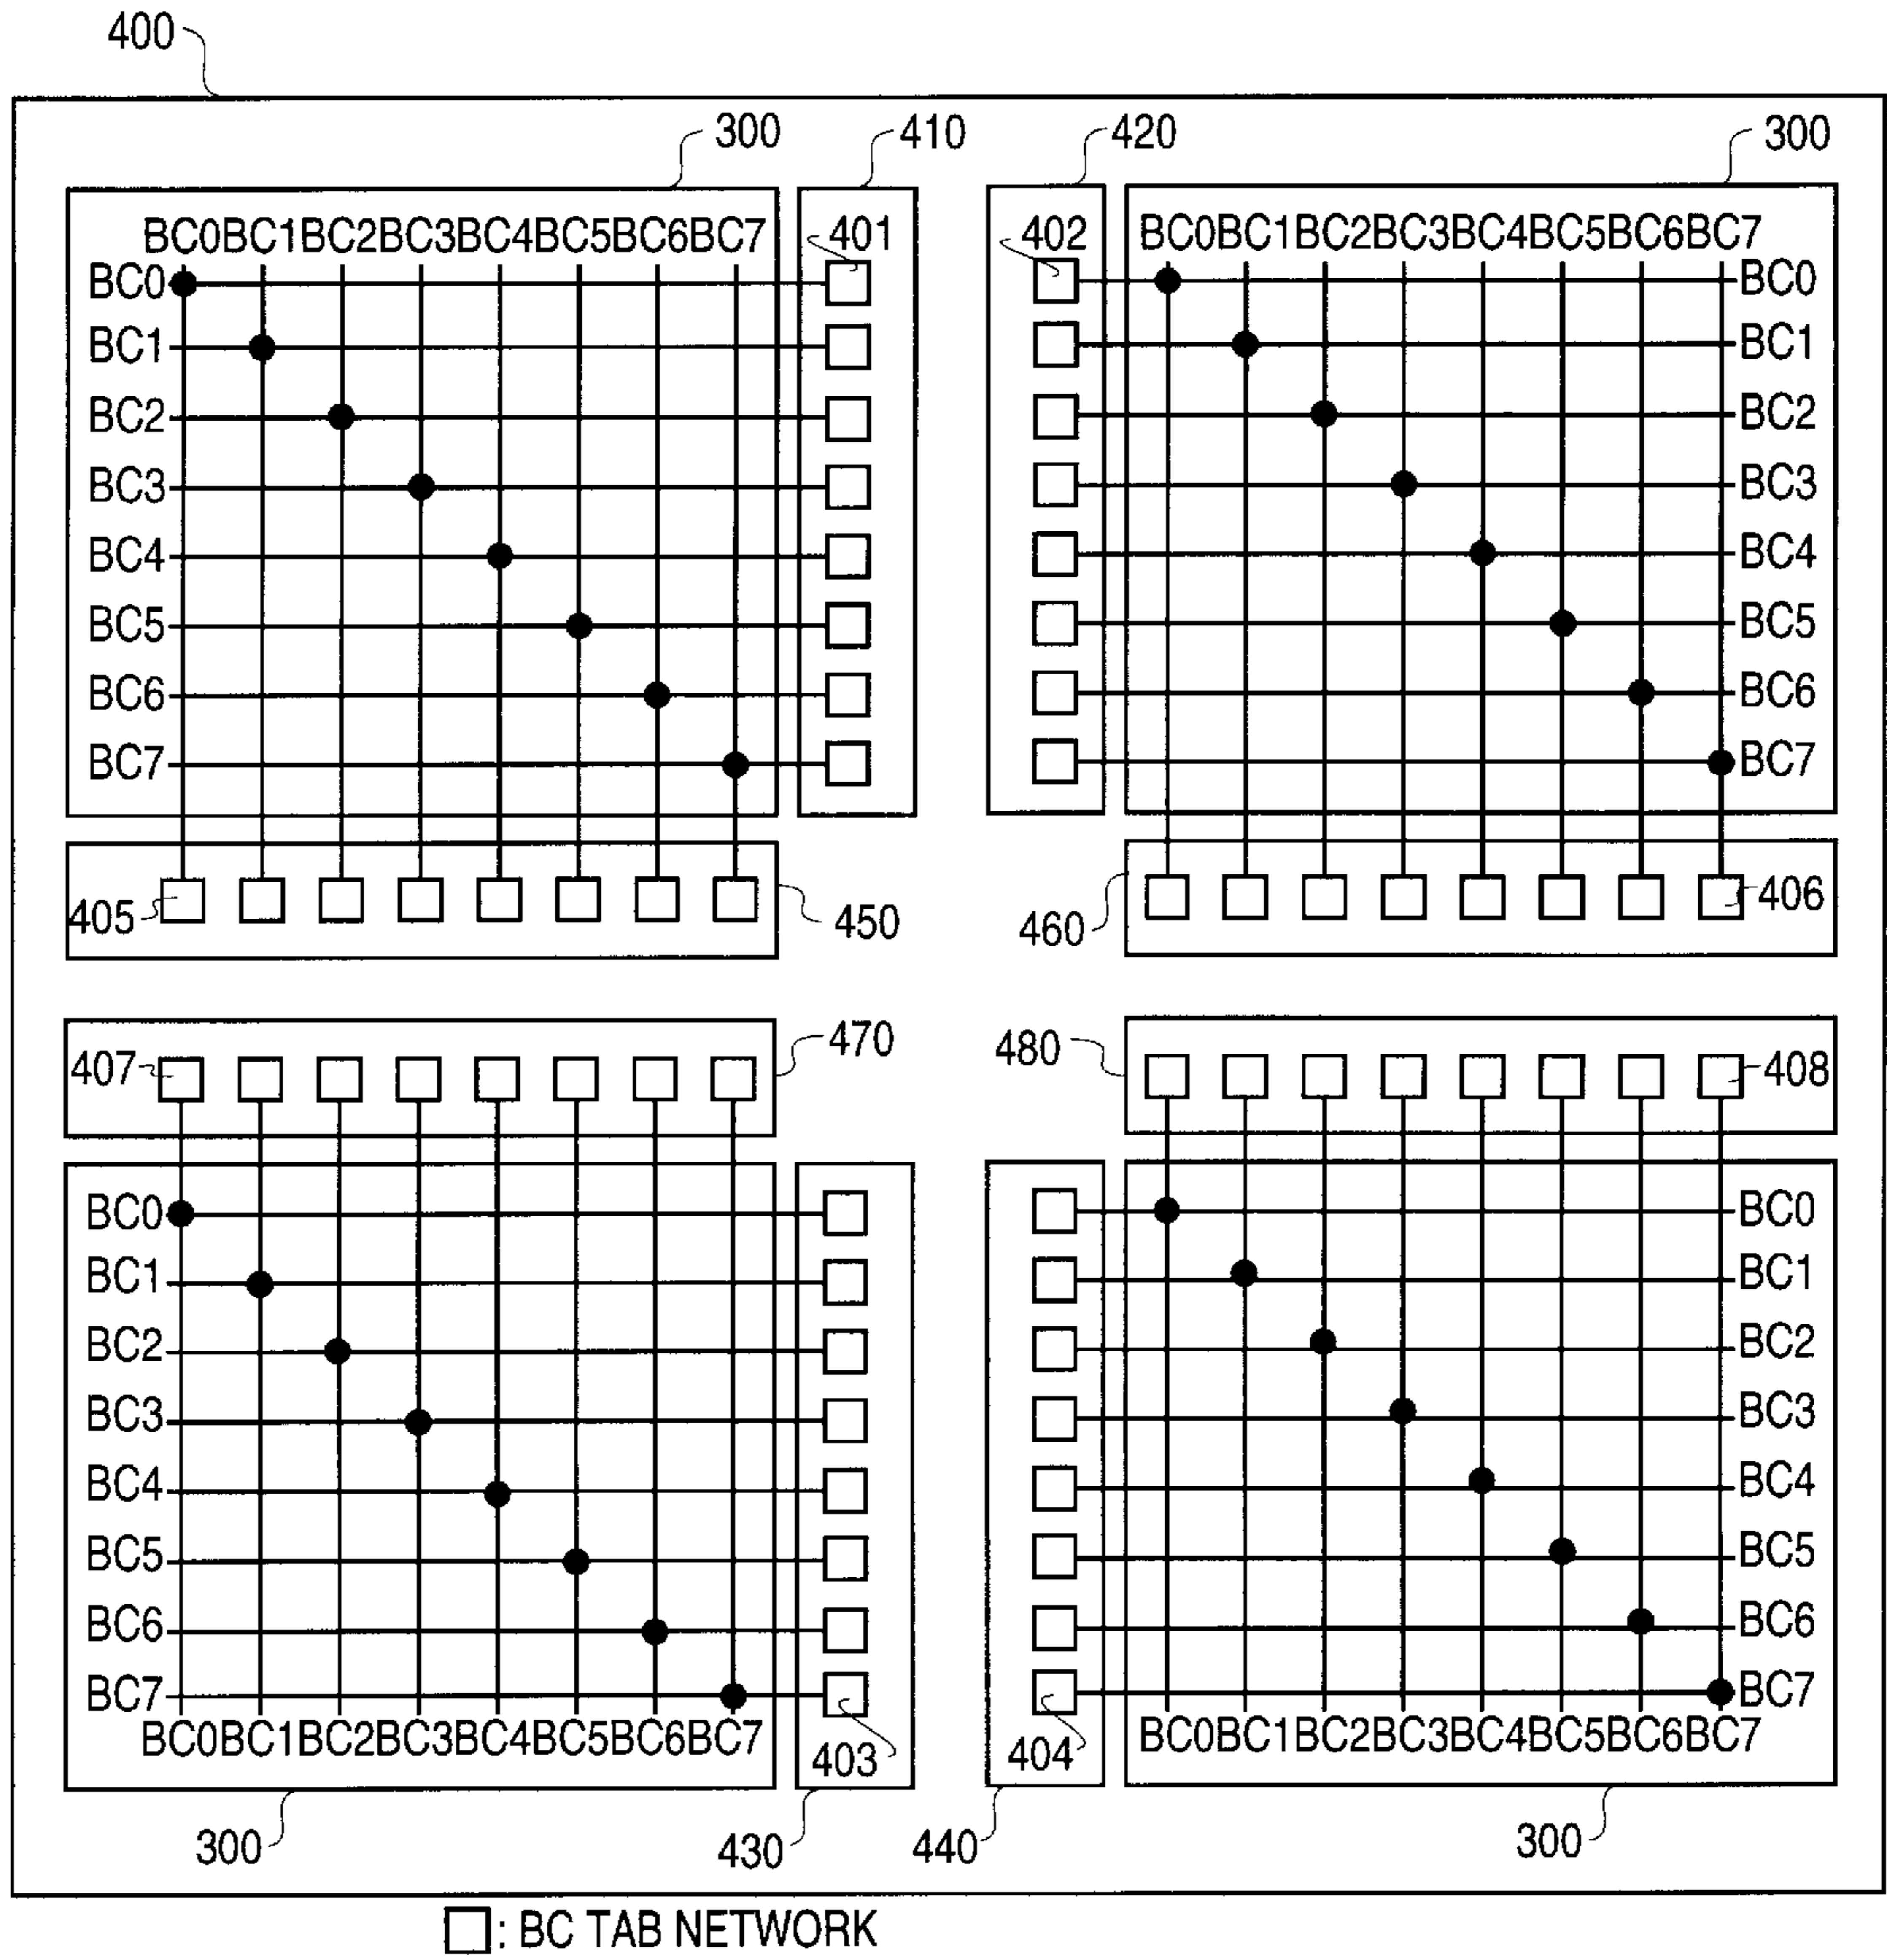 400
300 410 420 300
BC0BC1BC2BC3BC4BC5BC6BC7 401 402 BC0BC1BC2BC3BC4BC5BC6BC7
BC0 BC0
BC1 BC1
BC2 BC2
BC3 BC3
BC4 BC4
BC5 BC5
BC6 BC6
BC7 BC7
405 450 460 406
407 470 480 408
BC0 BC0
BC1 BC1
BC2 BC2
BC3 BC3
BC4 BC4
BC5 BC5
BC6 BC6
BC7 BC7
BC0BC1BC2BC3BC4BC5BC6BC7 403 404 BC0BC1BC2BC3BC4BC5BC6BC7
300 430 440 300
: BC TAB NETWORK